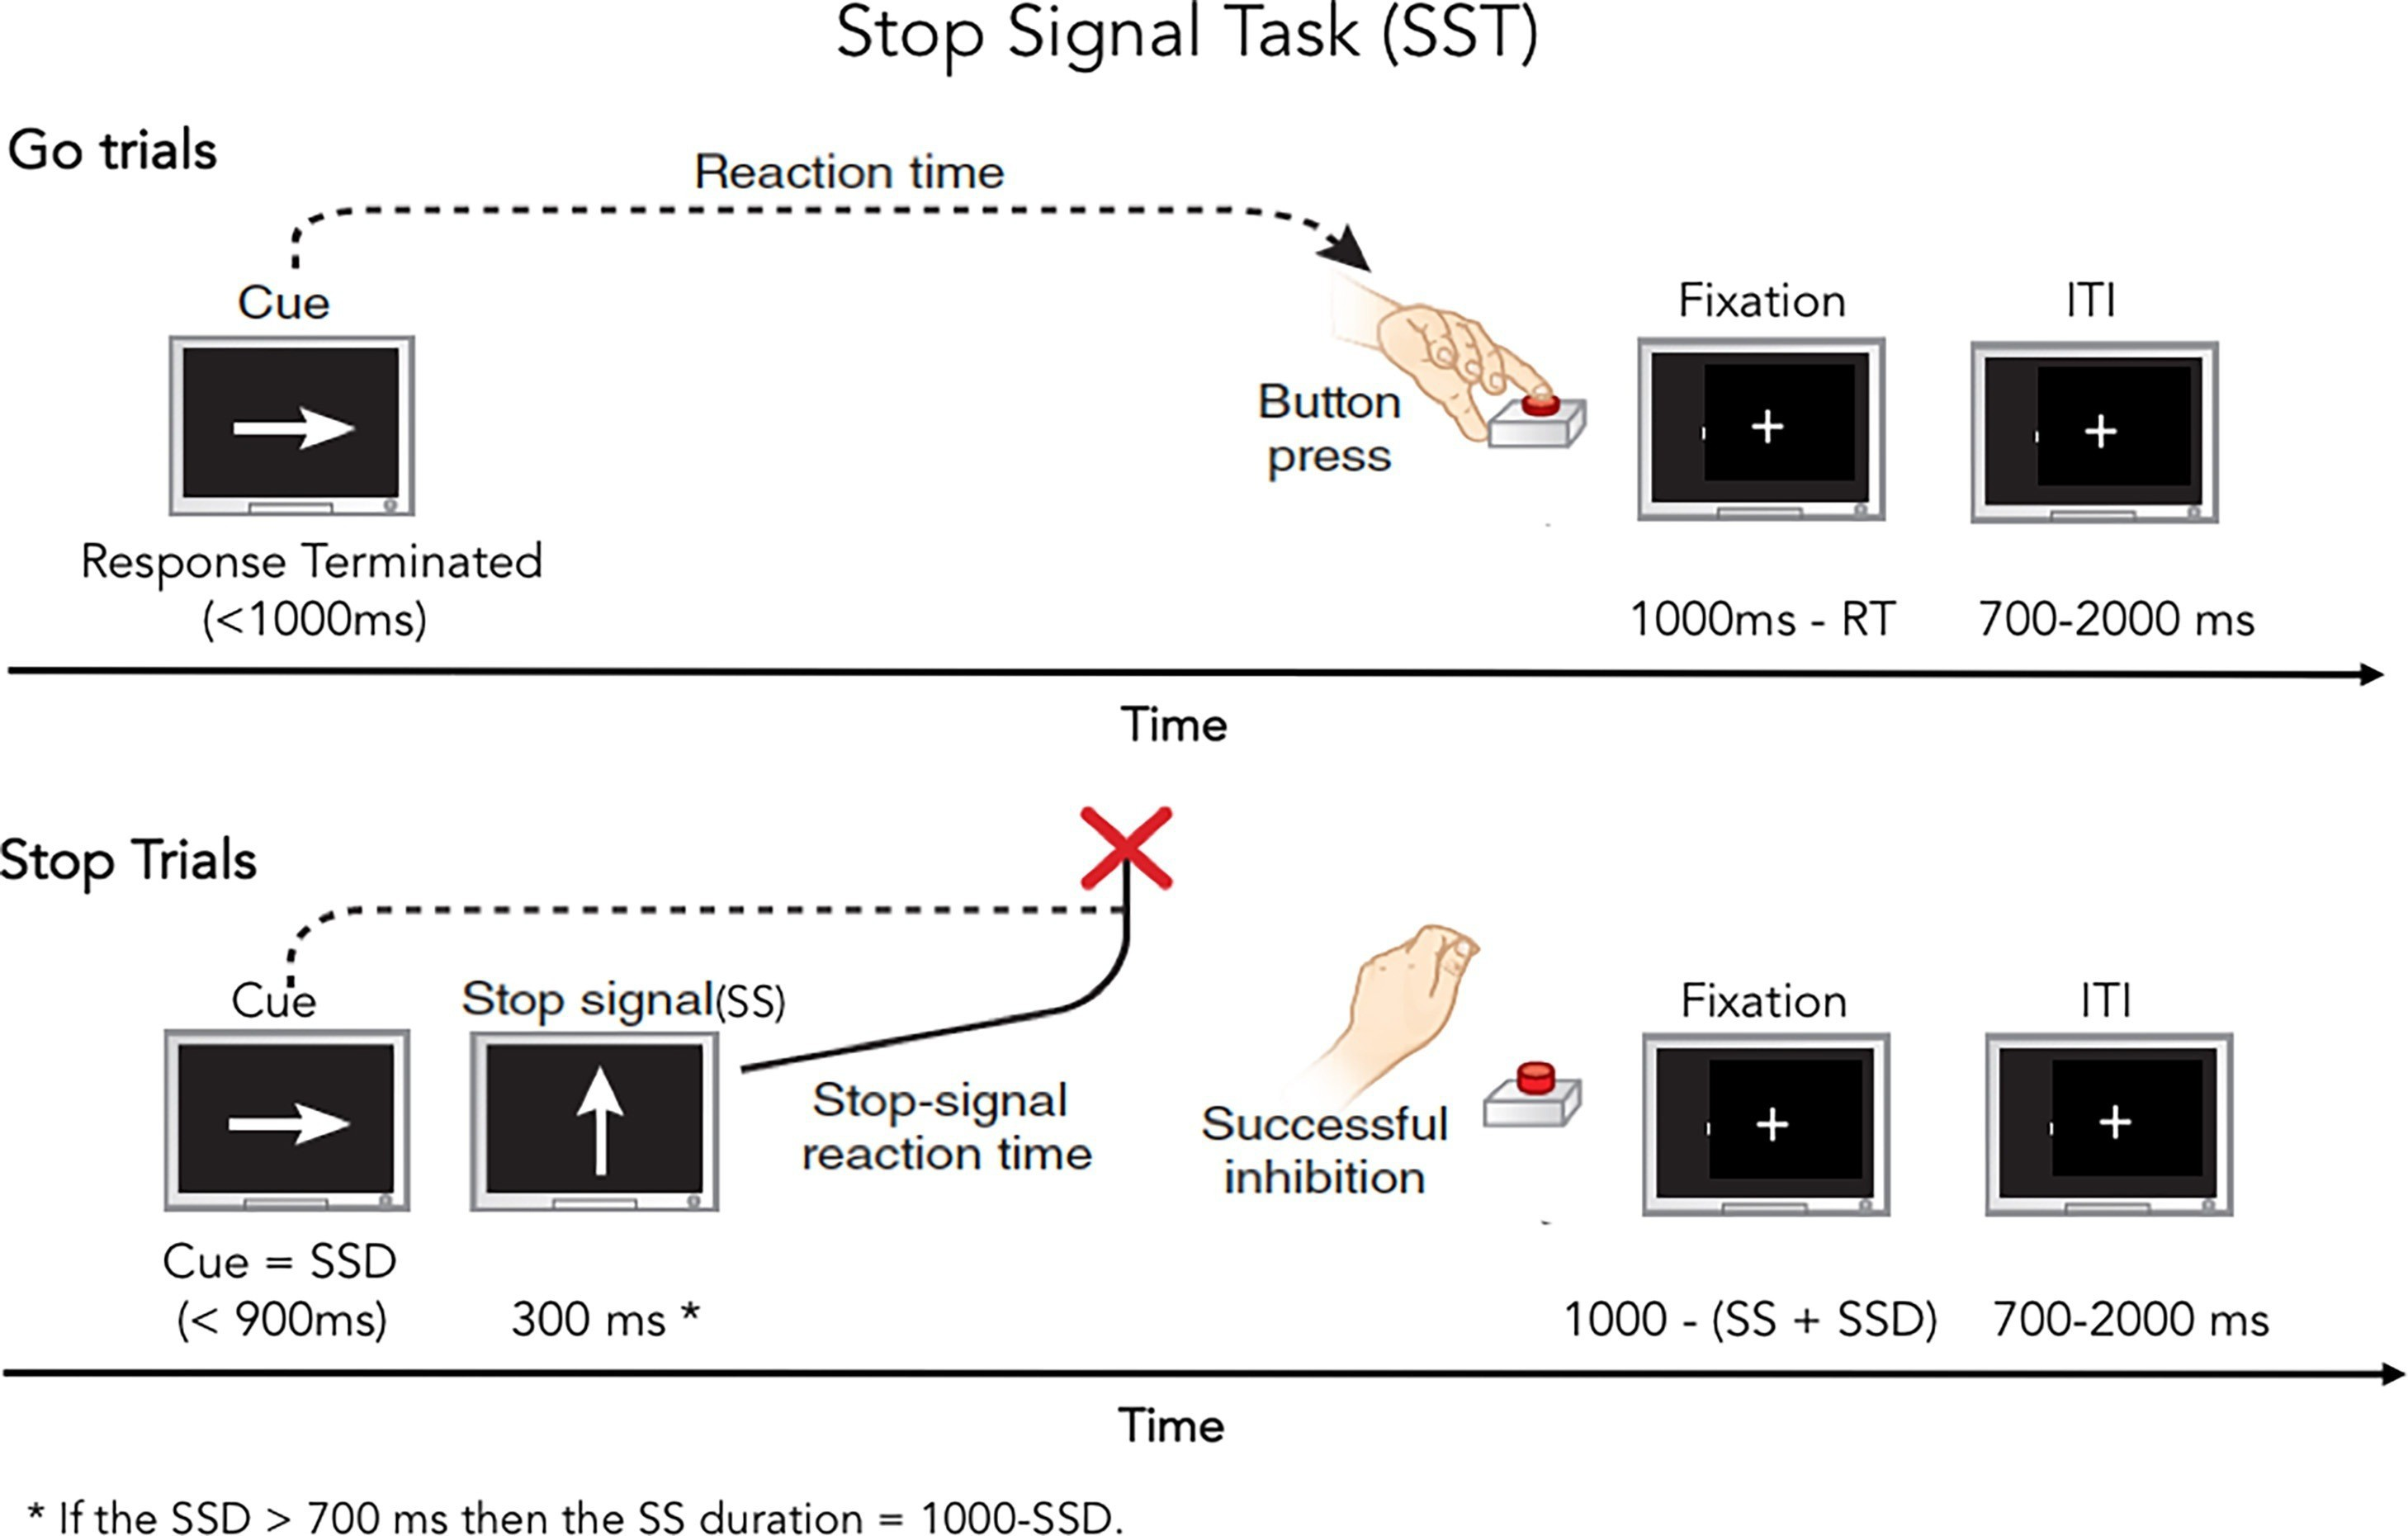 Stop Signal Task (SST)
Go trials
Reaction time
Cue
Fixation
ITI
Button
press
Response Terminated
(<1000ms)
1000ms - RT
700-2000 ms
Time
Stop Trials
Cue
Stop signal(SS)
Fixation
ITI
Stop-signal
reaction time
Successful
inhibition
Cue = SSD
(< 900ms)
300 ms *
1000 - (SS + SSD)
700-2000 ms
Time
* If the SSD > 700 ms then the SS duration = 1000-SSD.